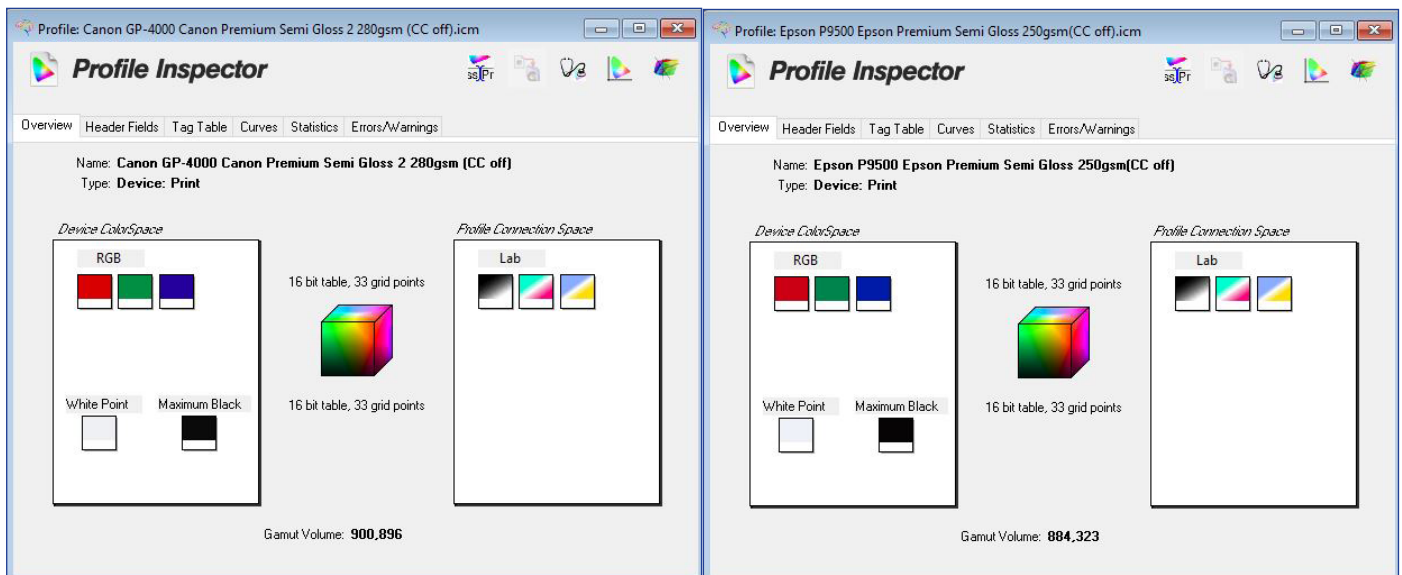 Profile: Canon GP-4000 Canon Premium Semi Gloss 2 280gsm (CC off).icm
Profile Inspector
Overview Header Fields Tag Table Curves Statistics Errors/Warnings
Name: Canon GP-4000 Canon Premium Semi Gloss 2 280gsm (CC off)
Type: Device: Print
Device ColorSpace
Profile Connection Space
RGB
Lab
16 bit table, 33 grid points
White Point
Maximum Black
16 bit table, 33 grid points
Gamut Volume: 900,896
Profile: Epson P9500 Epson Premium Semi Gloss 250gsm(CC off).icm
Profile Inspector
Overview Header Fields Tag Table Curves Statistics Errors/Warnings
Name: Epson P9500 Epson Premium Semi Gloss 250gsm(CC off)
Type: Device: Print
Device ColorSpace
Profile Connection Space
RGB
Lab
16 bit table, 33 grid points
White Point
Maximum Black
16 bit table, 33 grid points
Gamut Volume: 884,323